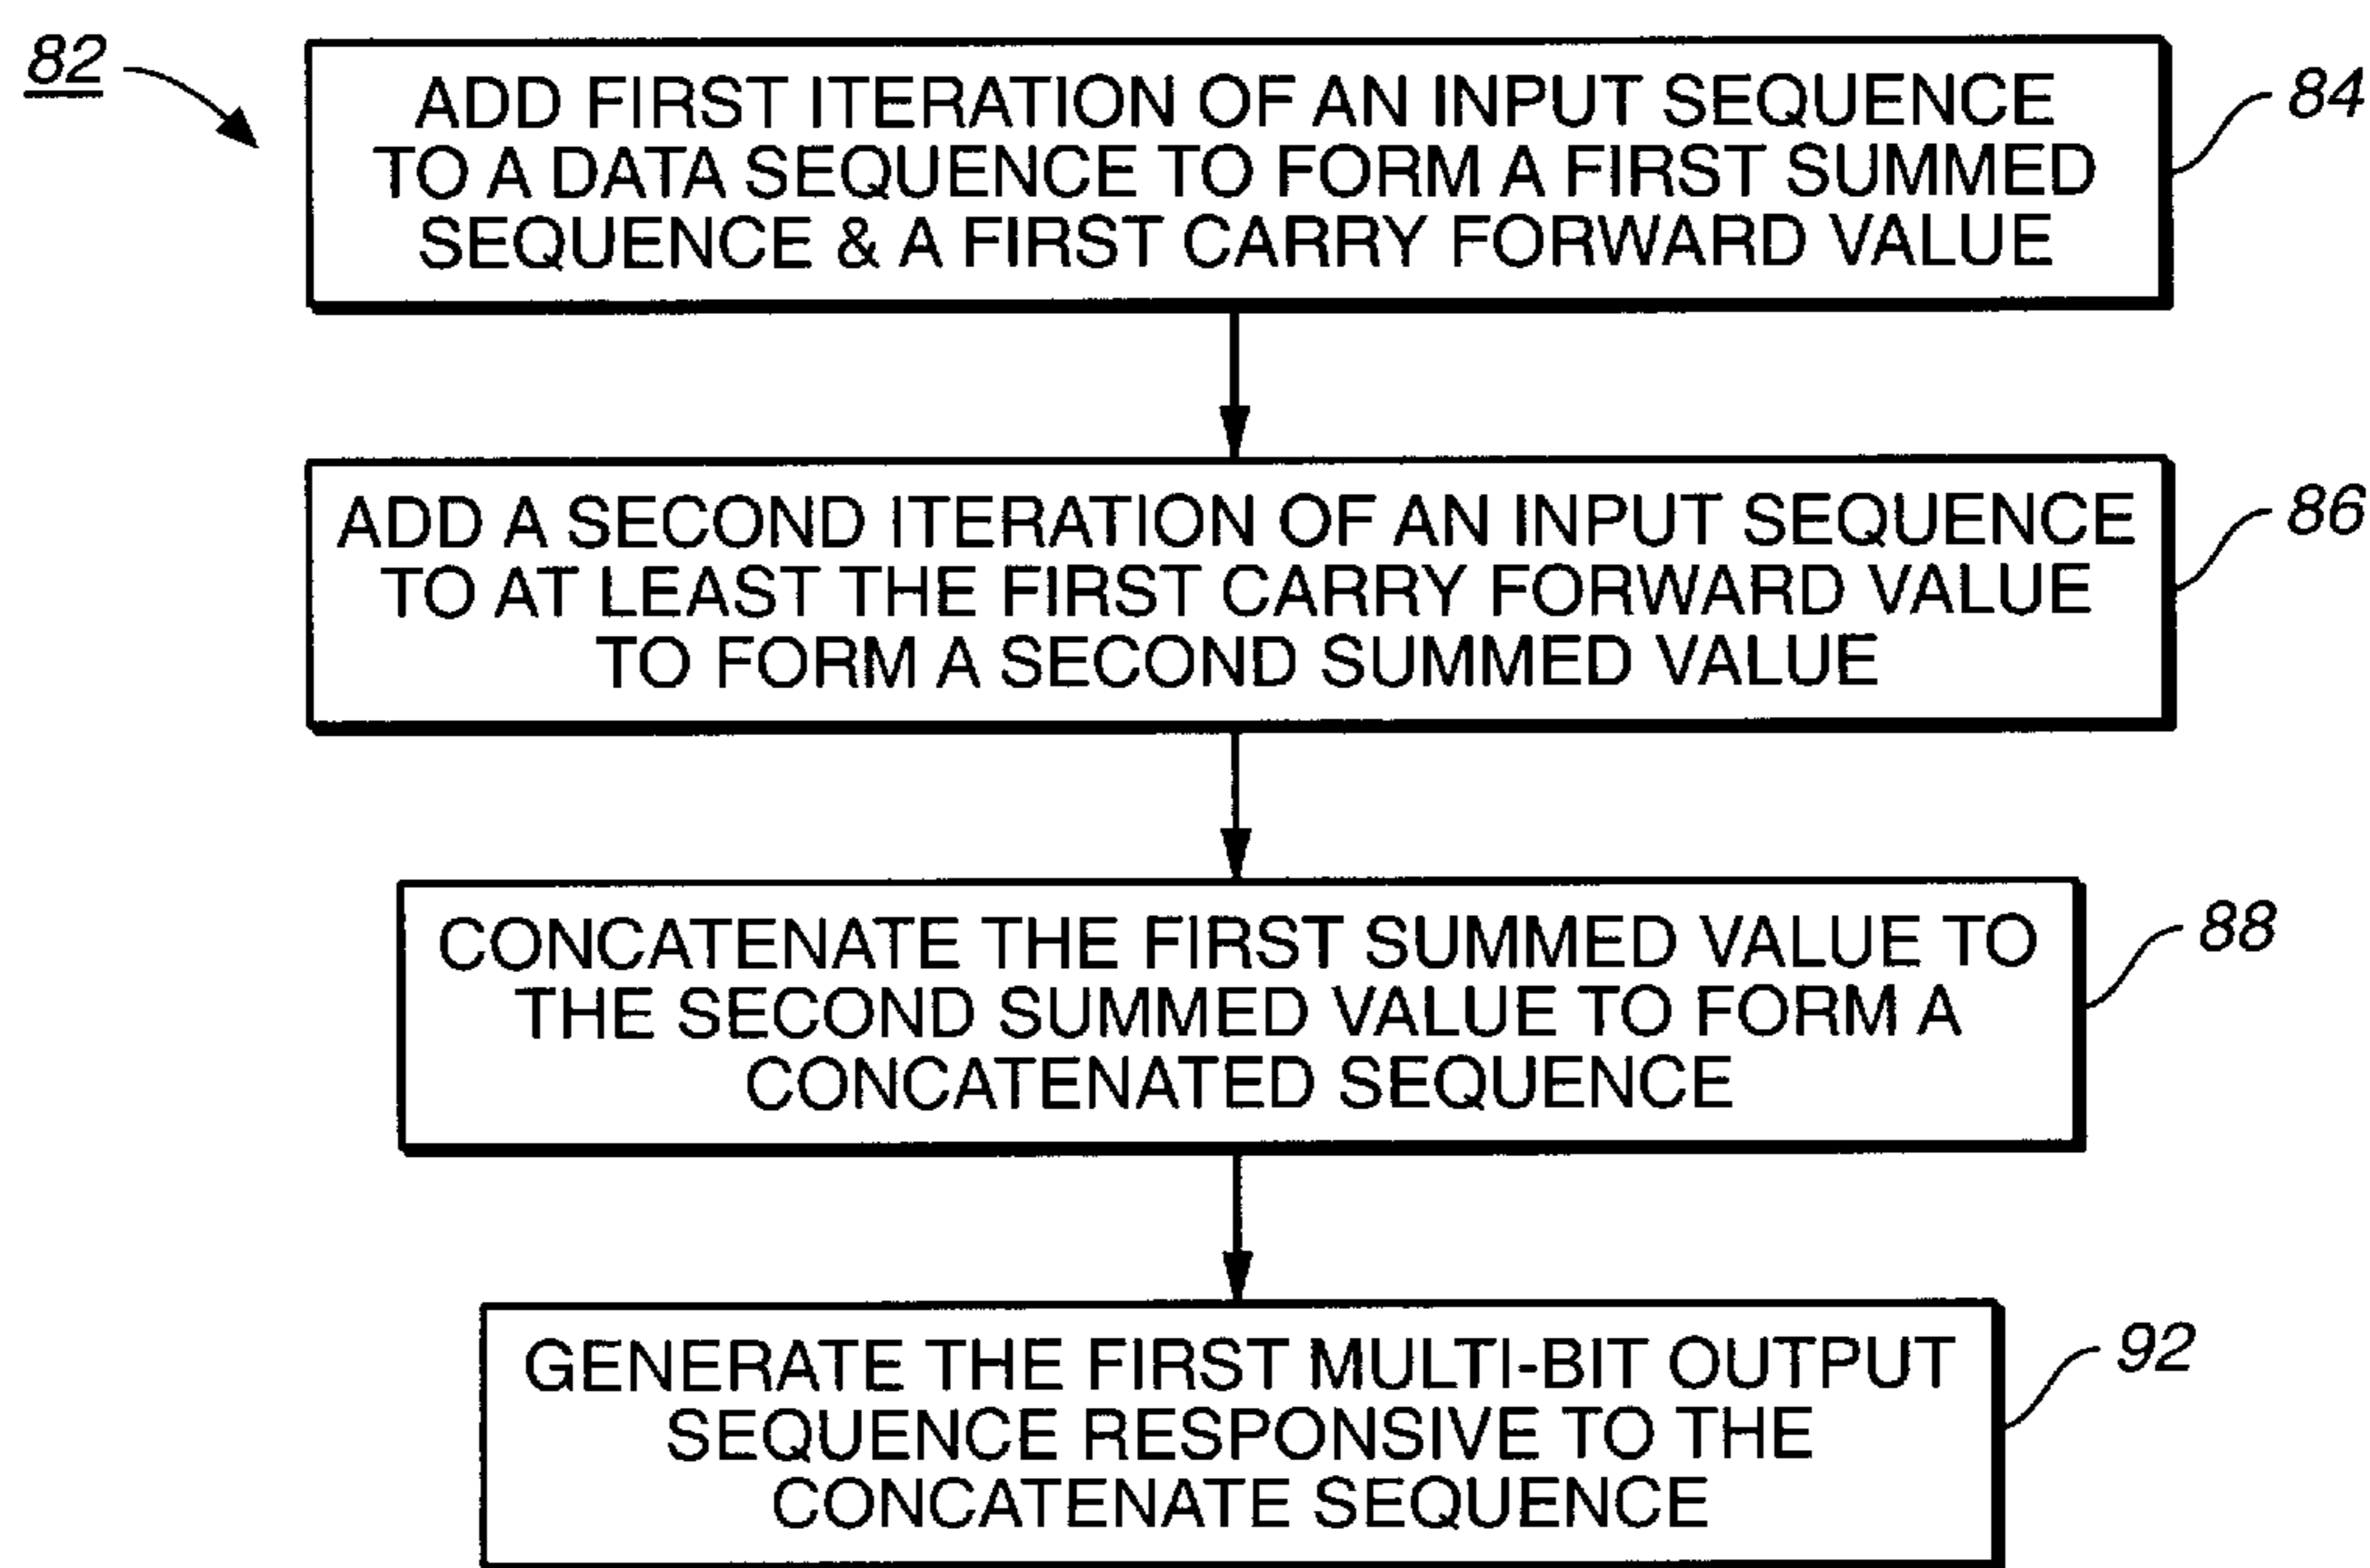 82
ADD FIRST ITERATION OF AN INPUT SEQUENCE
TO A DATA SEQUENCE TO FORM A FIRST SUMMED
SEQUENCE & A FIRST CARRY FORWARD VALUE
84
ADD A SECOND ITERATION OF AN INPUT SEQUENCE
TO AT LEAST THE FIRST CARRY FORWARD VALUE
TO FORM A SECOND SUMMED VALUE
86
CONCATENATE THE FIRST SUMMED VALUE TO
THE SECOND SUMMED VALUE TO FORM A
CONCATENATED SEQUENCE
88
GENERATE THE FIRST MULTI-BIT OUTPUT
SEQUENCE RESPONSIVE TO THE
CONCATENATE SEQUENCE
92